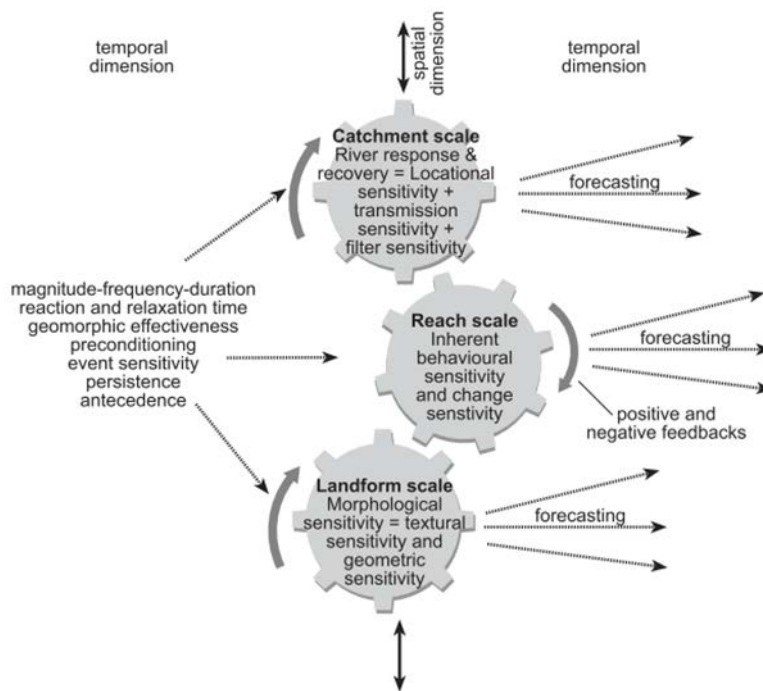 temporal
dimension
spatial
dimension
temporal
dimension
Catchment scale
River response &
recovery = Locational
sensitivity +
transmission
sensitivity +
filter sensitivity
forecasting
magnitude-frequency-duration
reaction and relaxation time
geomorphic effectiveness
preconditioning
event sensitivity
persistence
antecedence
Reach scale
Inherent
behavioural
sensitivity
and change
senstivity
forecasting
positive and
negative feedbacks
Landform scale
Morphological
sensitivity = textural
sensitivity and
geometric
sensitivity
forecasting